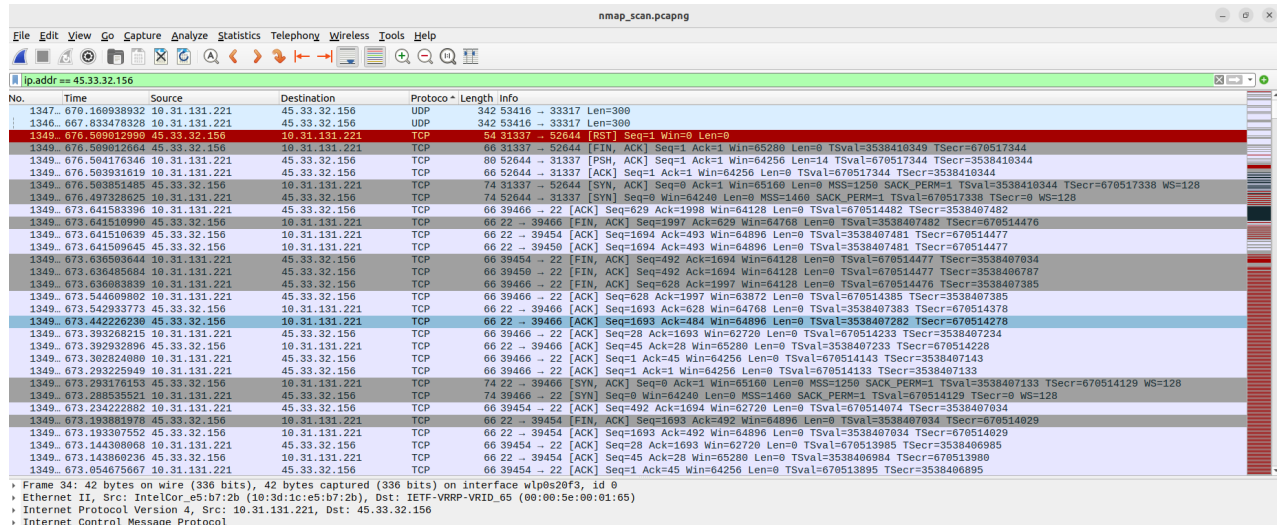 nmap_scan.pcapng
File Edit View Go Capture Analyze Statistics Telephony Wireless Tools Help
ip.addr == 45.33.32.156
No. Time Source Destination Protoco Length Info
1347… 670.160938932 10.31.131.221 45.33.32.156 UDP 342 53416 → 33317 Len=300
1346… 667.833478328 10.31.131.221 45.33.32.156 UDP 342 53416 → 33317 Len=300
1349… 676.509012990 45.33.32.156 10.31.131.221 TCP 54 31337 → 52644 [RST] Seq=1 Win=0 Len=0
1349… 676.509012664 45.33.32.156 10.31.131.221 TCP 66 31337 → 52644 [FIN, ACK] Seq=1 Ack=1 Win=65280 Len=0 TSval=3538410349 TSecr=670517344
1349… 676.504176346 10.31.131.221 45.33.32.156 TCP 80 52644 → 31337 [PSH, ACK] Seq=1 Ack=1 Win=64256 Len=14 TSval=670517344 TSecr=3538410344
1349… 676.503931619 10.31.131.221 45.33.32.156 TCP 66 52644 → 31337 [ACK] Seq=1 Ack=1 Win=64256 Len=0 TSval=670517344 TSecr=3538410344
1349… 676.503851485 45.33.32.156 10.31.131.221 TCP 74 31337 → 52644 [SYN, ACK] Seq=0 Ack=1 Win=65160 Len=0 MSS=1250 SACK_PERM=1 TSval=3538410344 TSecr=670517338 WS=128
1349… 676.497328625 10.31.131.221 45.33.32.156 TCP 74 52644 → 31337 [SYN] Seq=0 Win=64240 Len=0 MSS=1460 SACK_PERM=1 TSval=670517338 TSecr=0 WS=128
1349… 673.641583396 10.31.131.221 45.33.32.156 TCP 66 39466 → 22 [ACK] Seq=629 Ack=1998 Win=64128 Len=0 TSval=670514482 TSecr=3538407482
1349… 673.641510990 45.33.32.156 10.31.131.221 TCP 66 22 → 39466 [FIN, ACK] Seq=1997 Ack=629 Win=64768 Len=0 TSval=3538407482 TSecr=670514476
1349… 673.641510639 45.33.32.156 10.31.131.221 TCP 66 22 → 39454 [ACK] Seq=1694 Ack=493 Win=64896 Len=0 TSval=3538407481 TSecr=670514477
1349… 673.641509645 45.33.32.156 10.31.131.221 TCP 66 22 → 39450 [ACK] Seq=1694 Ack=493 Win=64896 Len=0 TSval=3538407481 TSecr=670514477
1349… 673.636503644 10.31.131.221 45.33.32.156 TCP 66 39454 → 22 [FIN, ACK] Seq=492 Ack=1694 Win=64128 Len=0 TSval=670514477 TSecr=3538407034
1349… 673.636485684 10.31.131.221 45.33.32.156 TCP 66 39450 → 22 [FIN, ACK] Seq=492 Ack=1694 Win=64128 Len=0 TSval=670514477 TSecr=3538406787
1349… 673.636083839 10.31.131.221 45.33.32.156 TCP 66 39466 → 22 [FIN, ACK] Seq=628 Ack=1997 Win=64128 Len=0 TSval=670514476 TSecr=3538407385
1349… 673.544609802 10.31.131.221 45.33.32.156 TCP 66 39466 → 22 [ACK] Seq=628 Ack=1997 Win=63872 Len=0 TSval=670514385 TSecr=3538407385
1349… 673.542933773 45.33.32.156 10.31.131.221 TCP 66 22 → 39466 [ACK] Seq=1693 Ack=628 Win=64768 Len=0 TSval=3538407383 TSecr=670514378
1349… 673.442226230 45.33.32.156 10.31.131.221 TCP 66 22 → 39466 [ACK] Seq=1693 Ack=484 Win=64896 Len=0 TSval=3538407282 TSecr=670514278
1349… 673.393268215 10.31.131.221 45.33.32.156 TCP 66 39466 → 22 [ACK] Seq=28 Ack=1693 Win=62720 Len=0 TSval=670514233 TSecr=3538407234
1349… 673.392932896 45.33.32.156 10.31.131.221 TCP 66 22 → 39466 [ACK] Seq=45 Ack=28 Win=65280 Len=0 TSval=3538407233 TSecr=670514228
1349… 673.302824080 10.31.131.221 45.33.32.156 TCP 66 39466 → 22 [ACK] Seq=1 Ack=45 Win=64256 Len=0 TSval=670514143 TSecr=3538407143
1349… 673.293225949 10.31.131.221 45.33.32.156 TCP 66 39466 → 22 [ACK] Seq=1 Ack=1 Win=64256 Len=0 TSval=670514133 TSecr=3538407133
1349… 673.293176153 45.33.32.156 10.31.131.221 TCP 74 22 → 39466 [SYN, ACK] Seq=0 Ack=1 Win=65160 Len=0 MSS=1250 SACK_PERM=1 TSval=3538407133 TSecr=670514129 WS=128
1349… 673.288535521 10.31.131.221 45.33.32.156 TCP 74 39466 → 22 [SYN] Seq=0 Win=64240 Len=0 MSS=1460 SACK_PERM=1 TSval=670514129 TSecr=0 WS=128
1349… 673.234222882 10.31.131.221 45.33.32.156 TCP 66 39454 → 22 [ACK] Seq=492 Ack=1694 Win=62720 Len=0 TSval=670514074 TSecr=3538407034
1349… 673.193881978 45.33.32.156 10.31.131.221 TCP 66 22 → 39454 [FIN, ACK] Seq=1693 Ack=492 Win=64896 Len=0 TSval=3538407034 TSecr=670514029
1349… 673.193307552 45.33.32.156 10.31.131.221 TCP 66 22 → 39454 [ACK] Seq=1693 Ack=492 Win=64896 Len=0 TSval=3538407034 TSecr=670514029
1349… 673.144308068 10.31.131.221 45.33.32.156 TCP 66 39454 → 22 [ACK] Seq=28 Ack=1693 Win=62720 Len=0 TSval=670513985 TSecr=3538406985
1349… 673.143860236 45.33.32.156 10.31.131.221 TCP 66 22 → 39454 [ACK] Seq=45 Ack=28 Win=65280 Len=0 TSval=3538406984 TSecr=670513980
1349… 673.054675667 10.31.131.221 45.33.32.156 TCP 66 39454 → 22 [ACK] Seq=1 Ack=45 Win=64256 Len=0 TSval=670513895 TSecr=3538406895
Frame 34: 42 bytes on wire (336 bits), 42 bytes captured (336 bits) on interface wlp0s20f3, id 0
Ethernet II, Src: IntelCor_e5:b7:2b (10:3d:1c:e5:b7:2b), Dst: IETF-VRRP-VRID_65 (00:00:5e:00:01:65)
Internet Protocol Version 4, Src: 10.31.131.221, Dst: 45.33.32.156
Internet Control Message Protocol